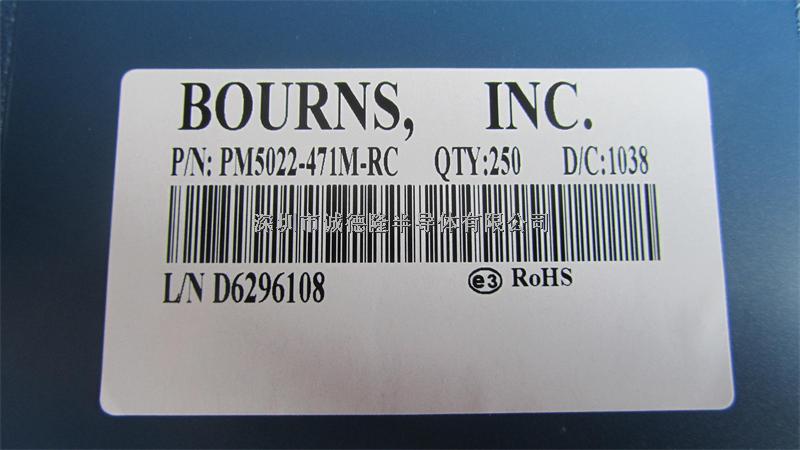 BOURNS, INC.
P/N: PM5022-471M-RC QTY:250 D/C:1038
深圳市诚德隆半导体有限公司
L/N D6296108 e3 RoHS